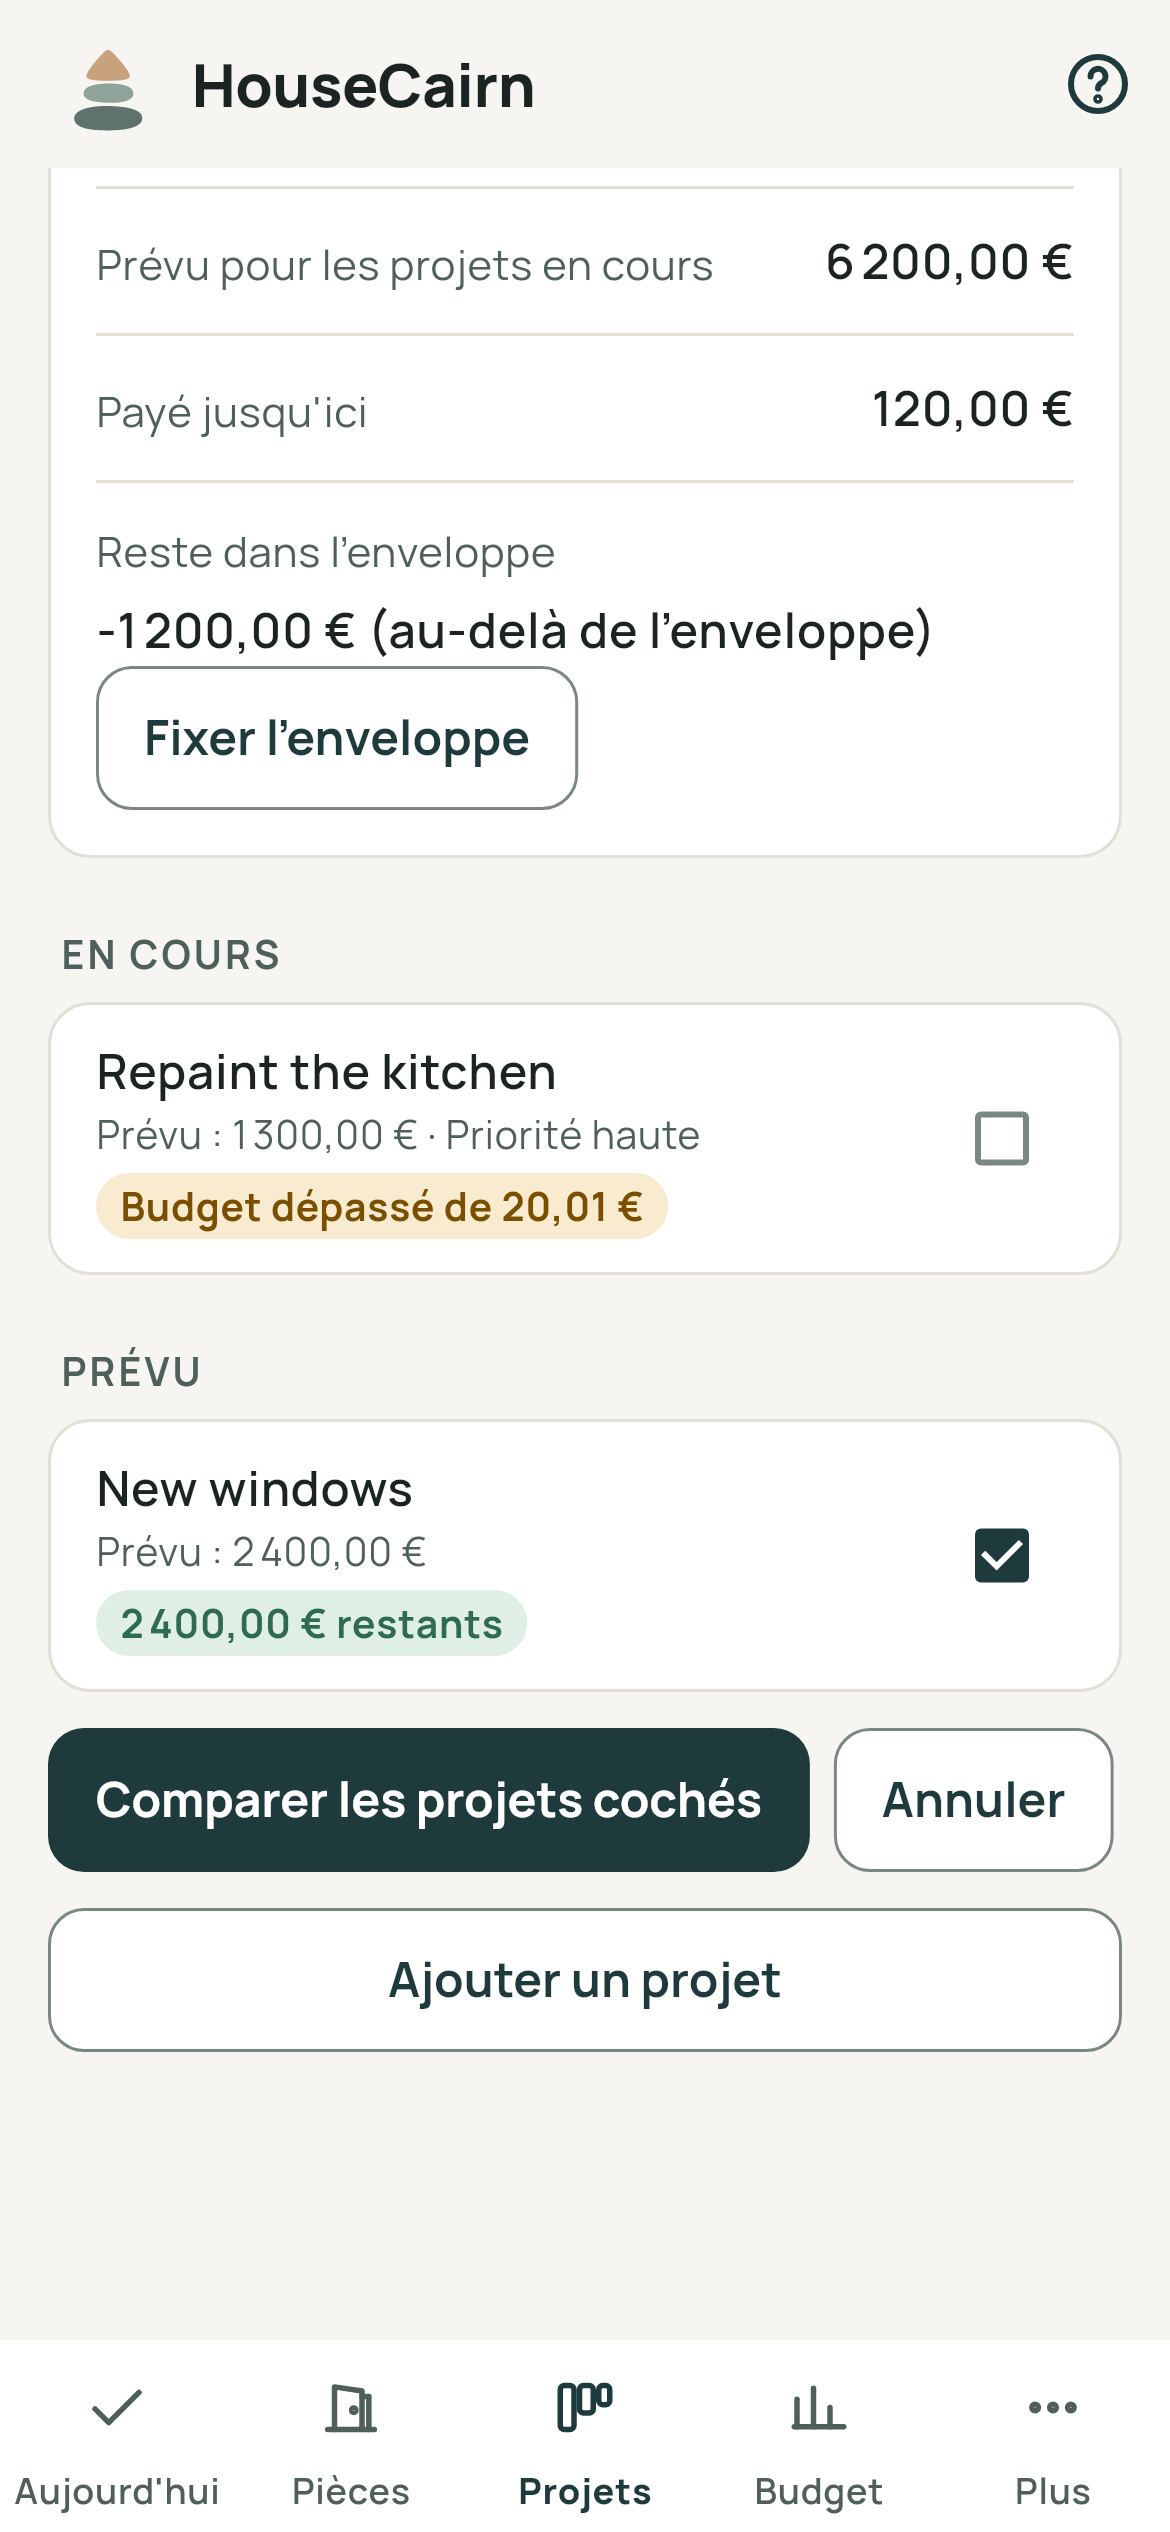 HouseCairn
Prévu pour les projets en cours
6 200,00 €
Payé jusqu'ici
120,00 €
Reste dans l’enveloppe
-1 200,00 € (au-delà de l’enveloppe)
Fixer l’enveloppe
EN COURS
Repaint the kitchen
Prévu : 1 300,00 € · Priorité haute
Budget dépassé de 20,01 €
PRÉVU
New windows
Prévu : 2 400,00 €
2 400,00 € restants
Comparer les projets cochés
Annuler
Ajouter un projet
Aujourd'hui
Pièces
Projets
Budget
Plus